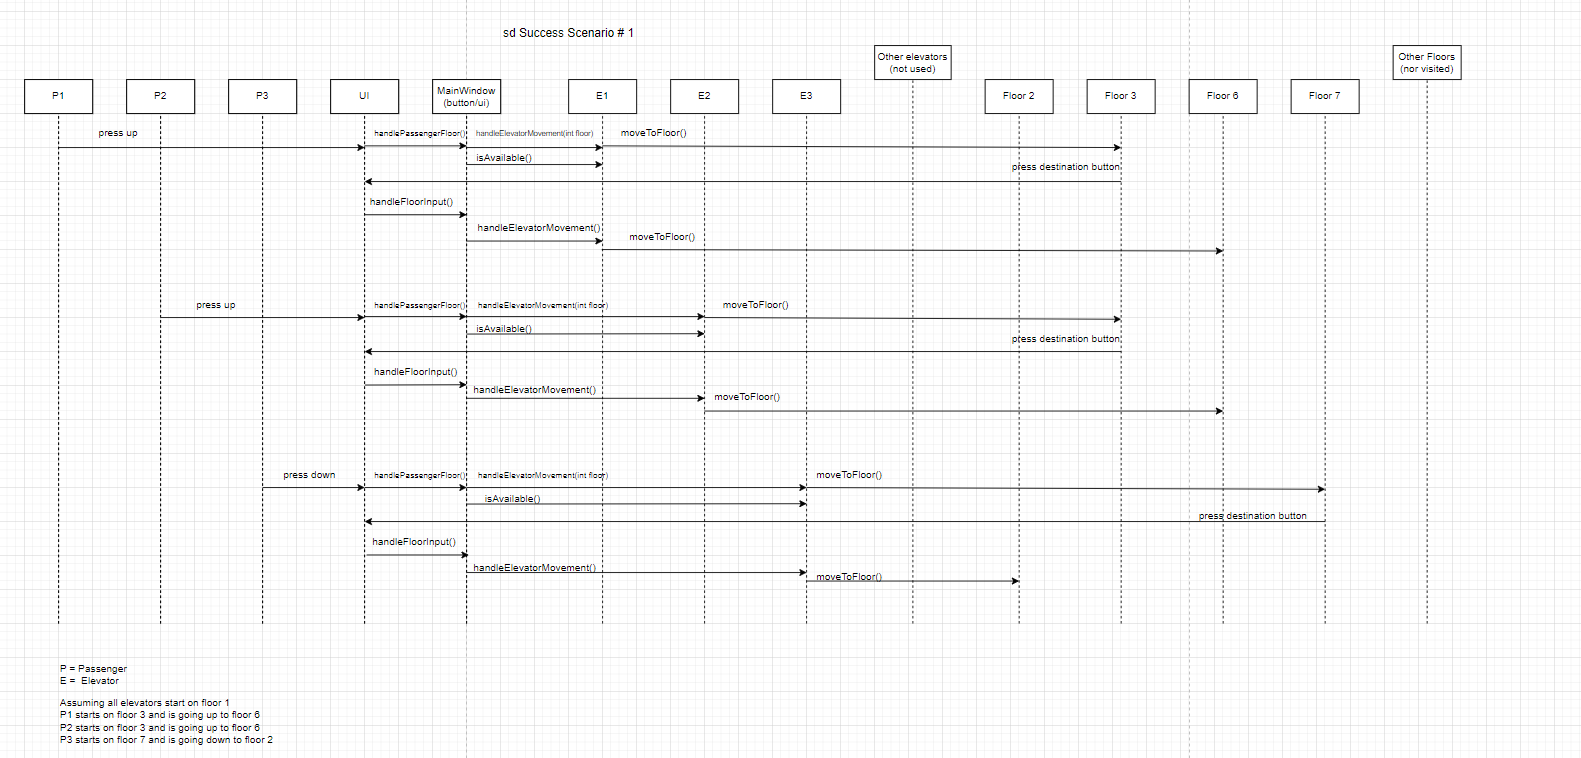 sd Success Scenario # 1
Other elevators
(not used)
Other Floors
(nor visited)
P1
P2
P3
UI
MainWindow
(button/ui)
E1
E2
E3
Floor 2
Floor 3
Floor 6
Floor 7
press up
handlePassengerFloor()
handleElevatorMovement(int floor)
moveToFloor()
isAvailable()
press destination button
handleFloorInput()
handleElevatorMovement()
moveToFloor()
press up
handlePassengerFloor()
handleElevatorMovement(int floor)
moveToFloor()
isAvailable()
press destination button
handleFloorInput()
handleElevatorMovement()
moveToFloor()
press down
handlePassengerFloor()
handleElevatorMovement(int floor)
moveToFloor()
isAvailable()
press destination button
handleFloorInput()
handleElevatorMovement()
moveToFloor()
P = Passenger
E = Elevator
Assuming all elevators start on floor 1
P1 starts on floor 3 and is going up to floor 6
P2 starts on floor 3 and is going up to floor 6
P3 starts on floor 7 and is going down to floor 2